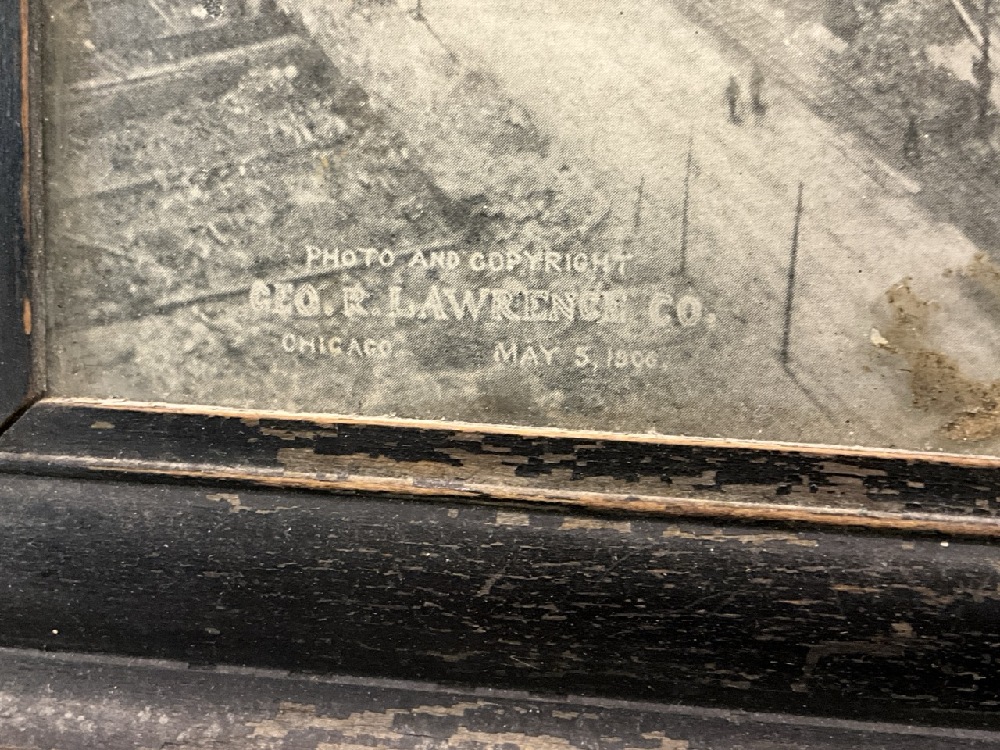 PHOTO AND COPYRIGHT
GEO. R. LAWRENCE CO.
CHICAGO MAY 5, 1906.